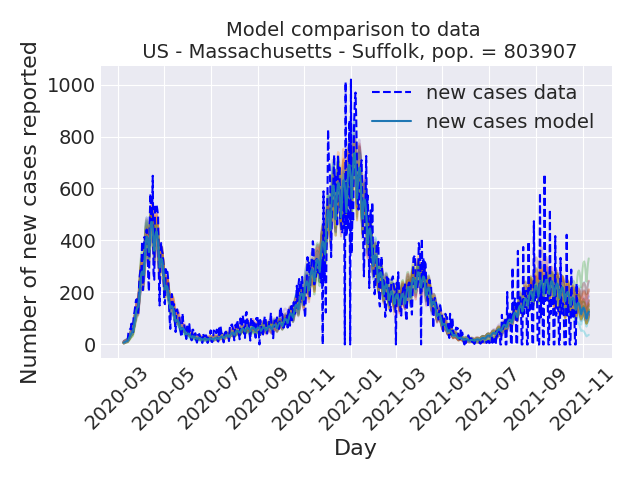 Model comparison to data
US - Massachusetts - Suffolk, pop. = 803907
Number of new cases reported
1000
800
600
400
200
0
new cases data
new cases model
2020-03
2020-05
2020-07
2020-09
2020-11
2021-01
2021-03
2021-05
2021-07
2021-09
2021-11
Day